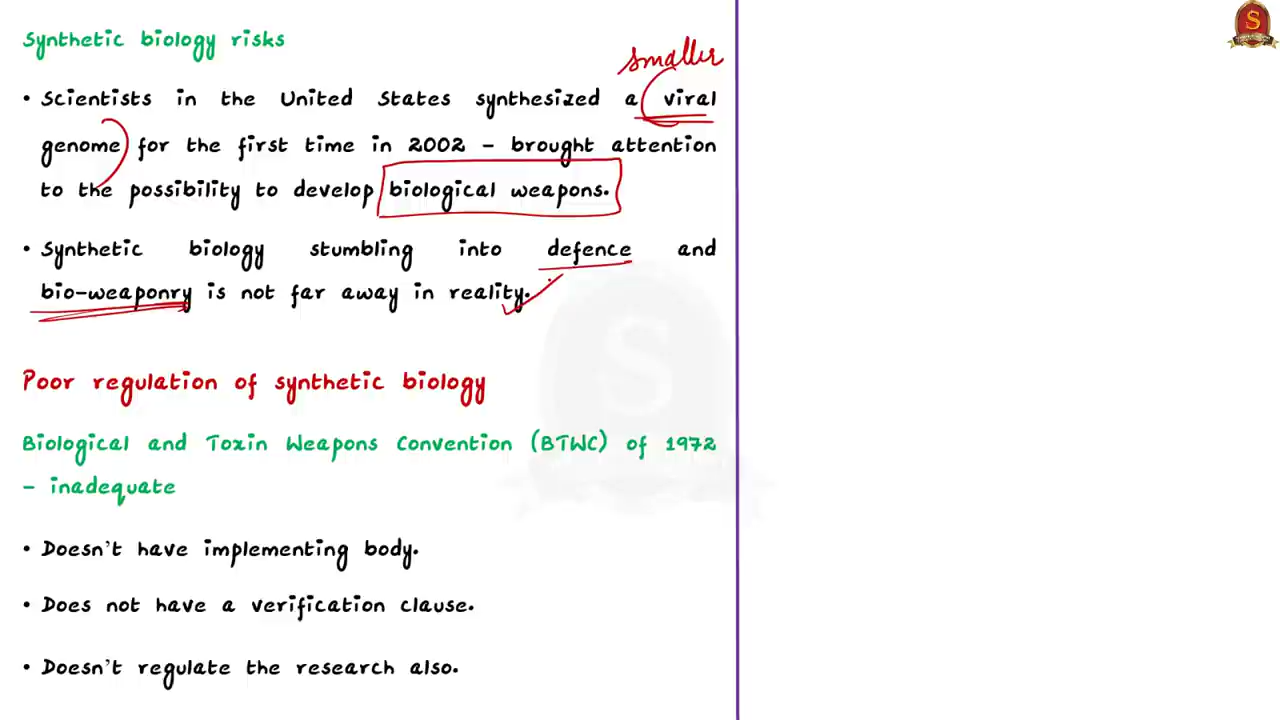 Synthetic biology risks
smaller
• Scientists in the United States synthesized a viral
genome for the first time in 2002 - brought attention
to the possibility to develop biological weapons.
• Synthetic biology stumbling into defence and
bio-weaponry is not far away in reality.
Poor regulation of synthetic biology
Biological and Toxin Weapons Convention (BTWC) of 1972
- inadequate
• Doesn't have implementing body.
• Does not have a verification clause.
• Doesn't regulate the research also.
S
S